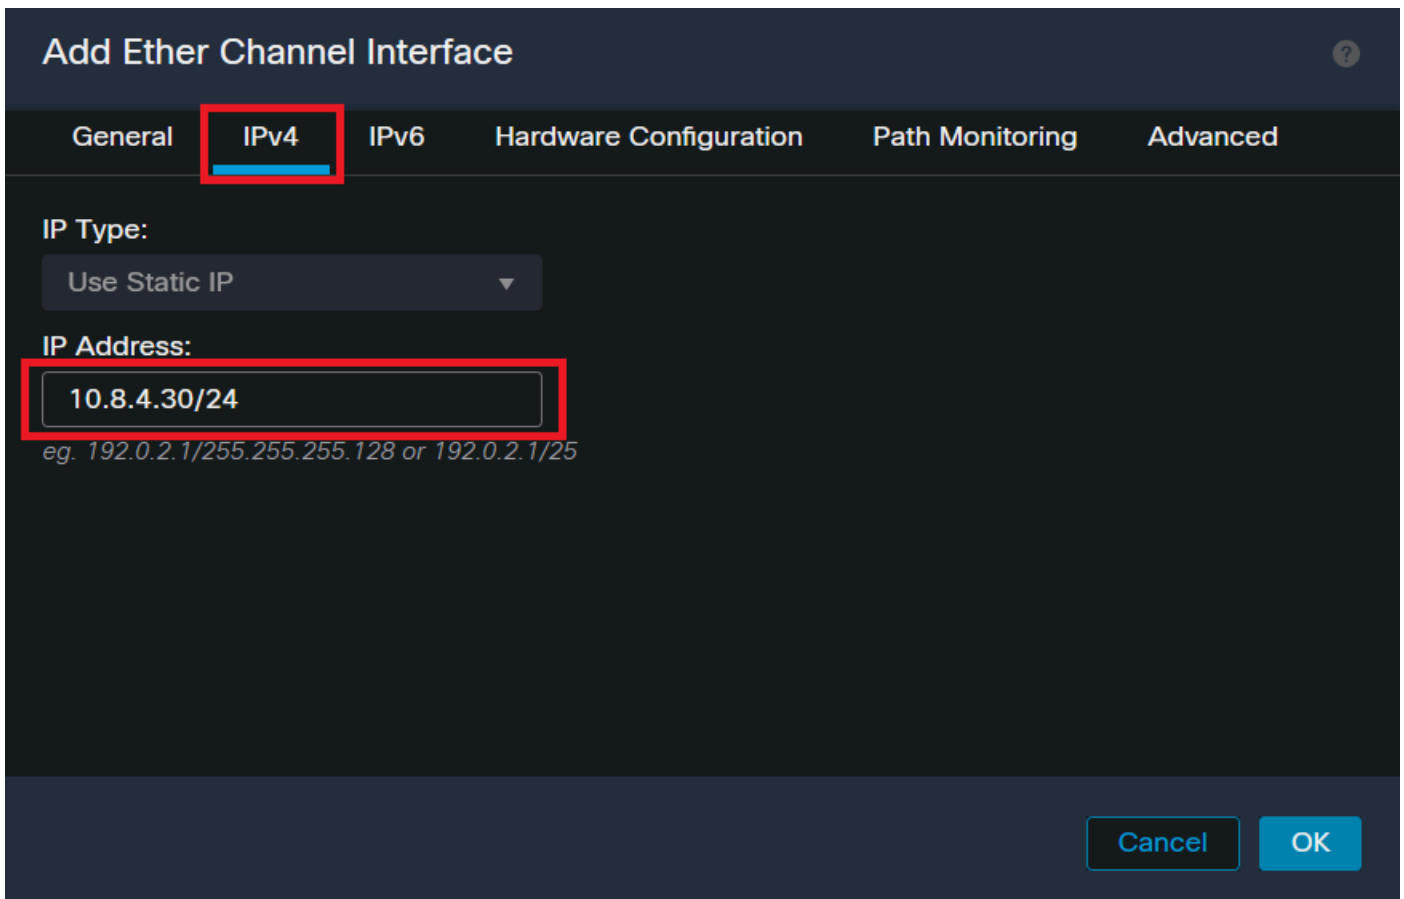 Add Ether Channel Interface
?
General IPv4 IPv6 Hardware Configuration Path Monitoring Advanced
IP Type:
Use Static IP
IP Address:
10.8.4.30/24
eg. 192.0.2.1/255.255.255.128 or 192.0.2.1/25
Cancel OK